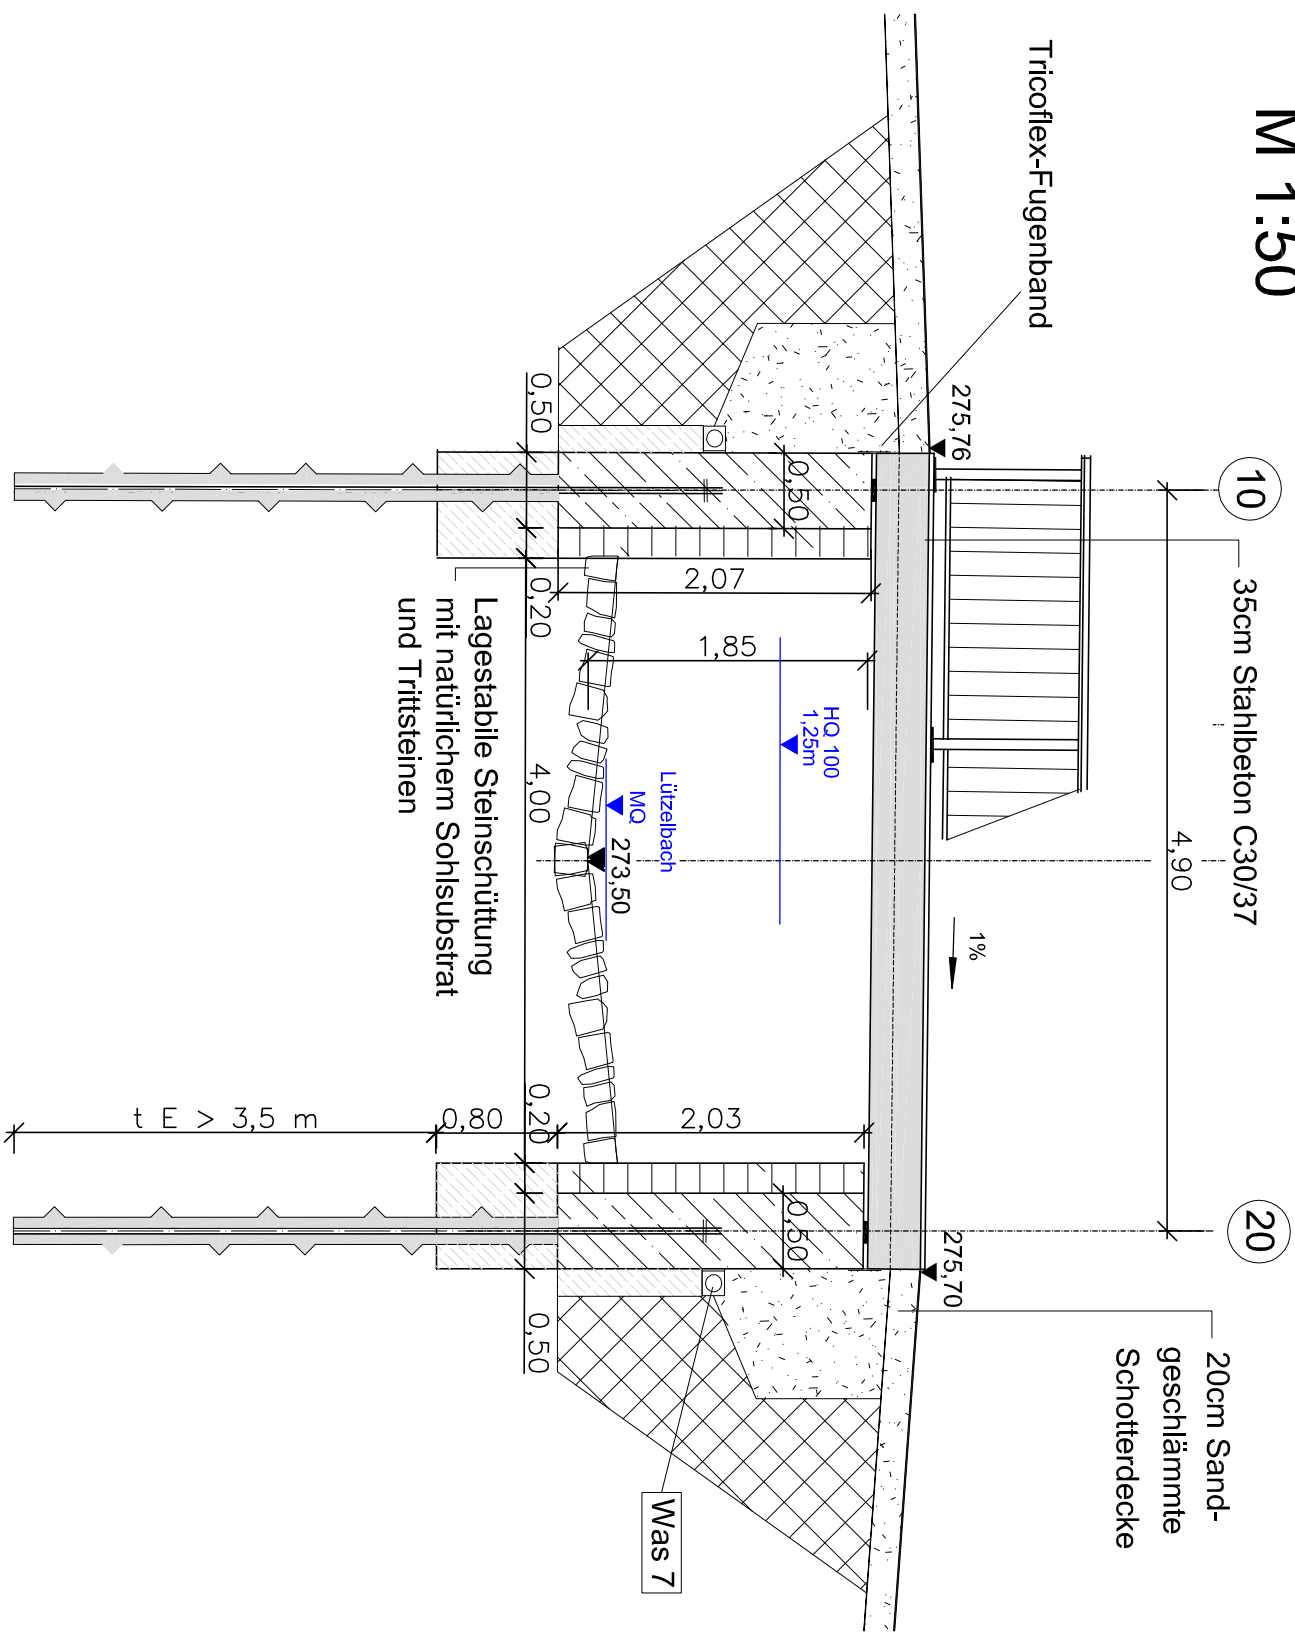 M 1:50
10
20
4,90
35cm Stahlbeton C30/37
20cm Sand-
geschlämmte
Schotterdecke
Tricoflex-Fugenband
275,76
1%
275,70
HQ 100
1,25m
0,50
0,50
2,07
1,85
2,03
Lützelbach
MQ
273,50
Was 7
0,50
0,20
4,00
0,20
0,50
0,80
t E > 3,5 m
Lagestabile Steinschüttung
mit natürlichem Sohlsubstrat
und Trittsteinen